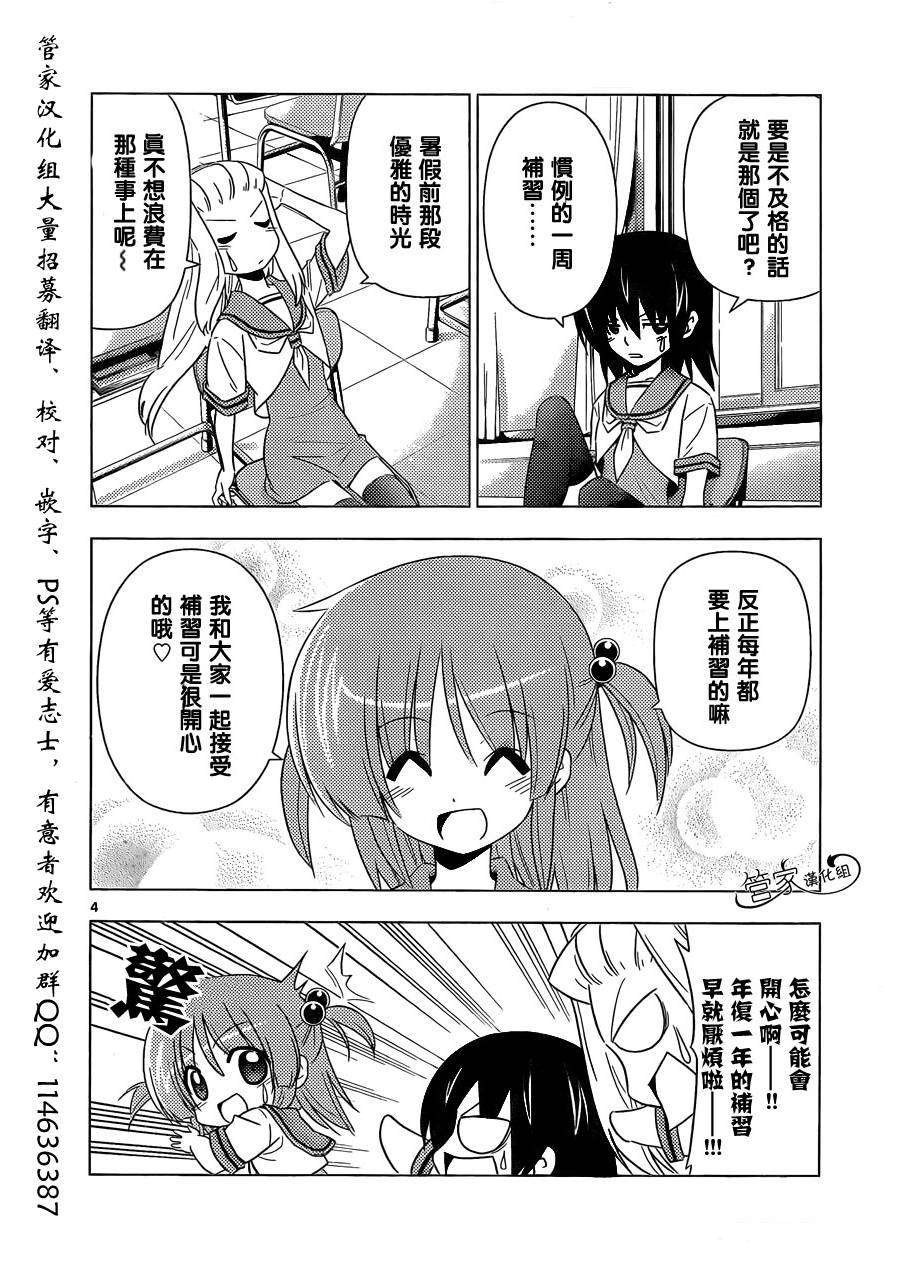 要是不及格的話
就是那個了吧?
慣例的一周
補習……
暑假前那段
優雅的時光
眞不想浪費在
那種事上呢~
反正每年都
要上補習的嘛
我和大家一起接受
補習可是很開心
的哦♡
管家漢化組
4
怎麼可能會
開心啊——!!
年復一年的補習
早就厭煩啦——!!!
驚
管家汉化组大量招募翻译、校对、嵌字、PS等有爱志士,有意者欢迎加群QQ:114636387